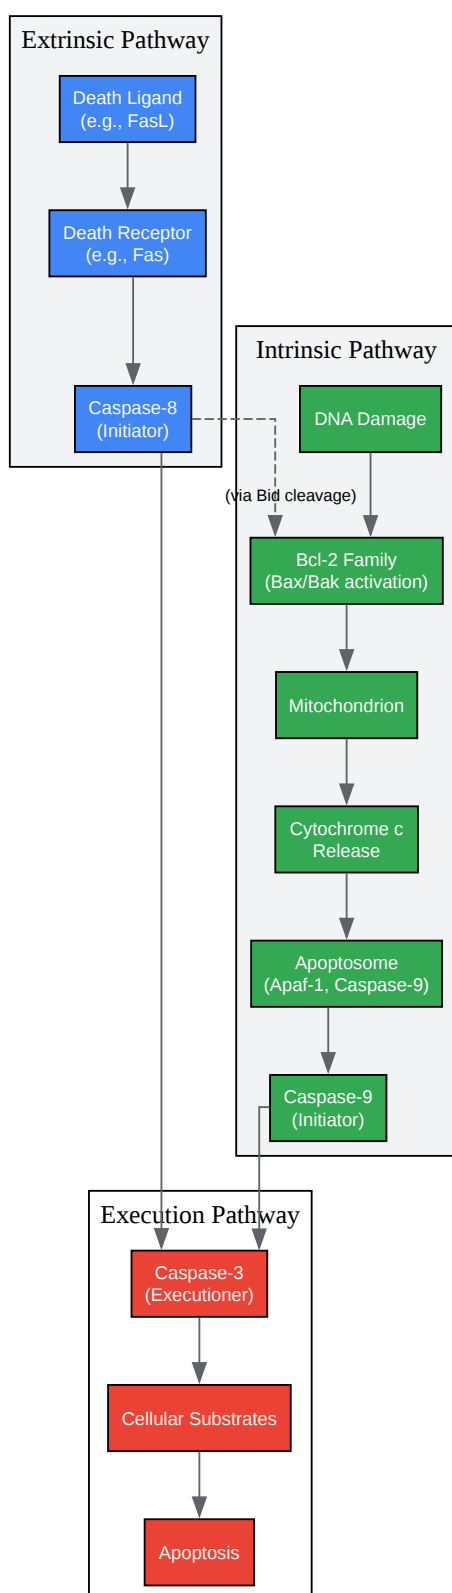 Extrinsic Pathway
Death Ligand
(e.g., FasL)
Death Receptor
(e.g., Fas)
Caspase-8
(Initiator)
Intrinsic Pathway
DNA Damage
(via Bid cleavage)
Bcl-2 Family
(Bax/Bak activation)
Mitochondrion
Cytochrome c
Release
Apoptosome
(Apaf-1, Caspase-9)
Caspase-9
(Initiator)
Execution Pathway
Caspase-3
(Executioner)
Cellular Substrates
Apoptosis